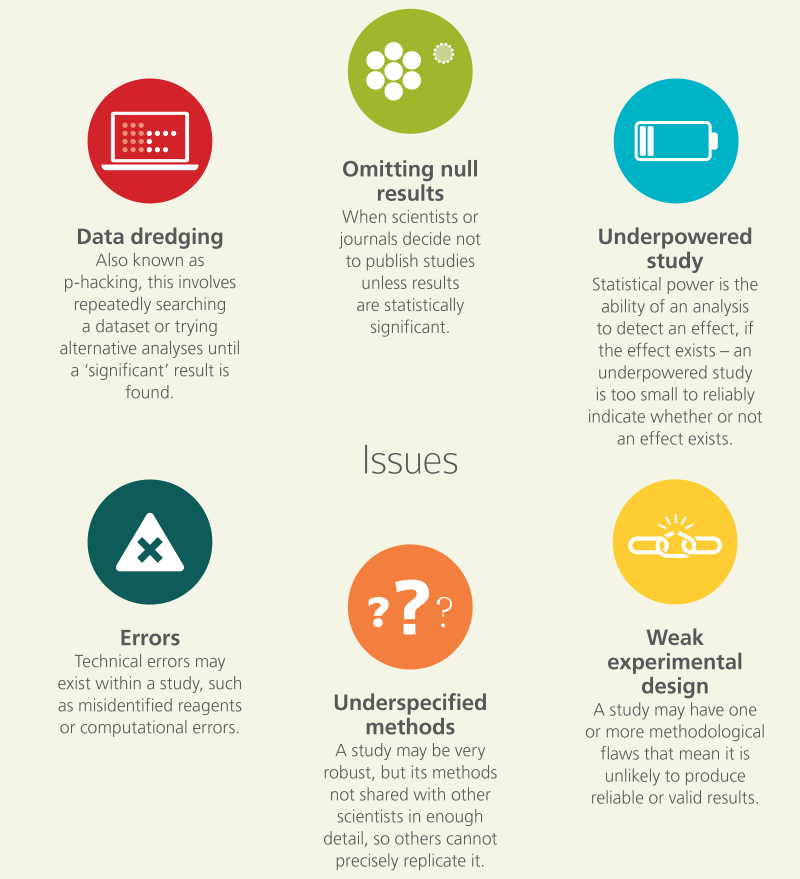 Omitting null
results
When scientists or
journals decide not
to publish studies
unless results
are statistically
significant.
Data dredging
Also known as
p-hacking, this involves
repeatedly searching
a dataset or trying
alternative analyses until
a ‘significant’ result is
found.
Underpowered
study
Statistical power is the
ability of an analysis
to detect an effect, if
the effect exists – an
underpowered study
is too small to reliably
indicate whether or not
an effect exists.
Issues
Errors
Technical errors may
exist within a study, such
as misidentified reagents
or computational errors.
? ? ?
Underspecified
methods
A study may be very
robust, but its methods
not shared with other
scientists in enough
detail, so others cannot
precisely replicate it.
Weak
experimental
design
A study may have one
or more methodological
flaws that mean it is
unlikely to produce
reliable or valid results.